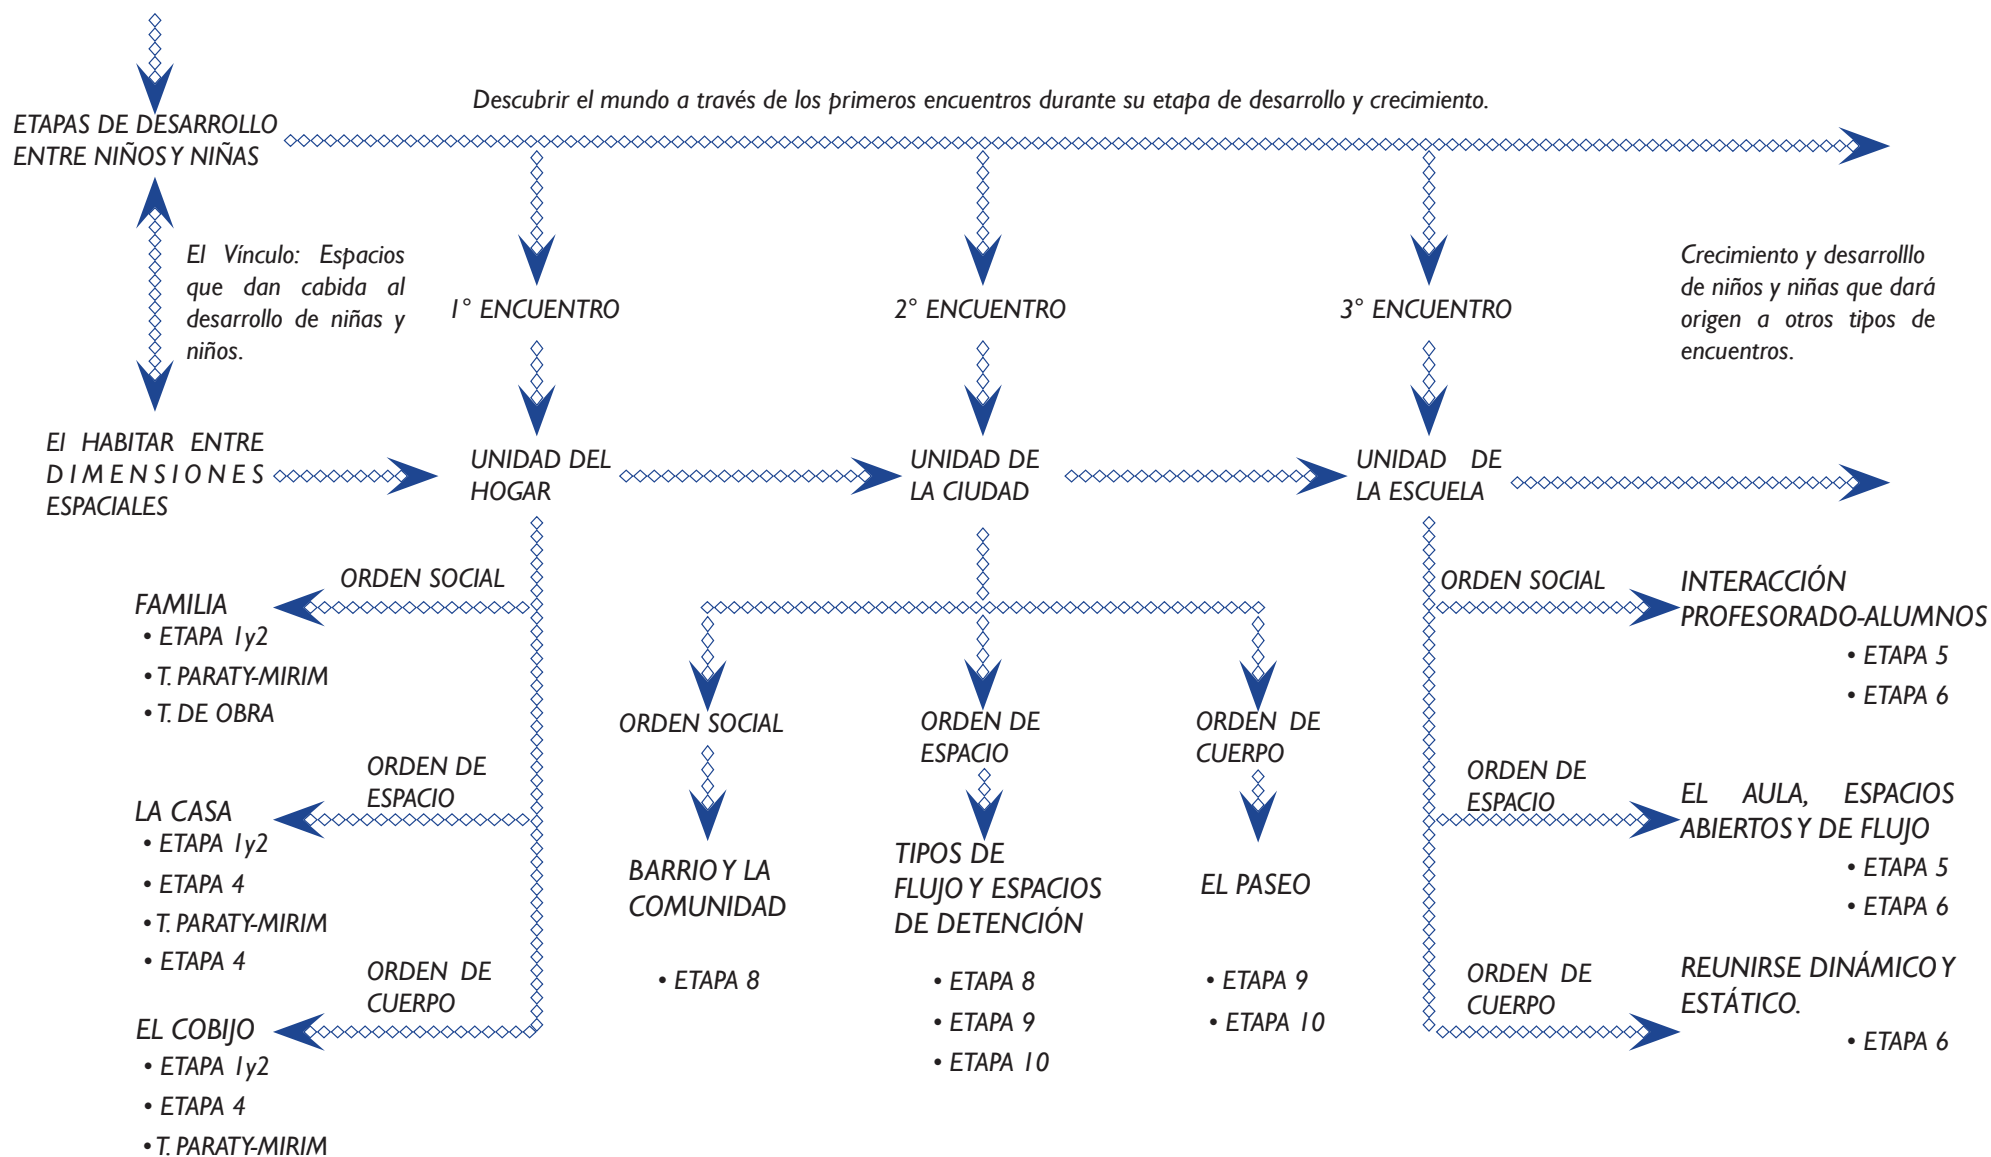 Descubrir el mundo a través de los primeros encuentros durante su etapa de desarrollo y crecimiento.
ETAPAS DE DESARROLLO
ENTRE NIÑOS Y NIÑAS
El Vínculo: Espacios
que dan cabida al
desarrollo de niñas y
niños.
1° ENCUENTRO
2° ENCUENTRO
3° ENCUENTRO
Crecimiento y desarrolllo
de niños y niñas que dará
origen a otros tipos de
encuentros.
El HABITAR ENTRE
DIMENSIONES
ESPACIALES
UNIDAD DEL
HOGAR
UNIDAD DE
LA CIUDAD
UNIDAD DE
LA ESCUELA
ORDEN SOCIAL
FAMILIA
• ETAPA 1y2
• T. PARATY-MIRIM
• T. DE OBRA
ORDEN DE
ESPACIO
LA CASA
• ETAPA 1y2
• ETAPA 4
• T. PARATY-MIRIM
• ETAPA 4
ORDEN DE
CUERPO
EL COBIJO
• ETAPA 1y2
• ETAPA 4
• T. PARATY-MIRIM
ORDEN SOCIAL
BARRIO Y LA
COMUNIDAD
• ETAPA 8
ORDEN DE
ESPACIO
TIPOS DE
FLUJO Y ESPACIOS
DE DETENCIÓN
• ETAPA 8
• ETAPA 9
• ETAPA 10
ORDEN DE
CUERPO
EL PASEO
• ETAPA 9
• ETAPA 10
ORDEN SOCIAL
INTERACCIÓN
PROFESORADO-ALUMNOS
• ETAPA 5
• ETAPA 6
ORDEN DE
ESPACIO
EL AULA, ESPACIOS
ABIERTOS Y DE FLUJO
• ETAPA 5
• ETAPA 6
ORDEN DE
CUERPO
REUNIRSE DINÁMICO Y
ESTÁTICO.
• ETAPA 6